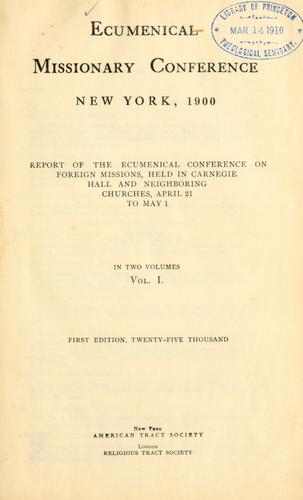 LIBRARY OF PRINCETON
MAR 14 1910
THEOLOGICAL SEMINARY.
ECUMENICAL
MISSIONARY CONFERENCE
NEW YORK, 1900
REPORT OF THE ECUMENICAL CONFERENCE ON
FOREIGN MISSIONS, HELD IN CARNEGIE
HALL AND NEIGHBORING
CHURCHES, APRIL 21
TO MAY 1
IN TWO VOLUMES
VOL. I.
FIRST EDITION, TWENTY-FIVE THOUSAND
New York
AMERICAN TRACT SOCIETY
London
RELIGIOUS TRACT SOCIETY